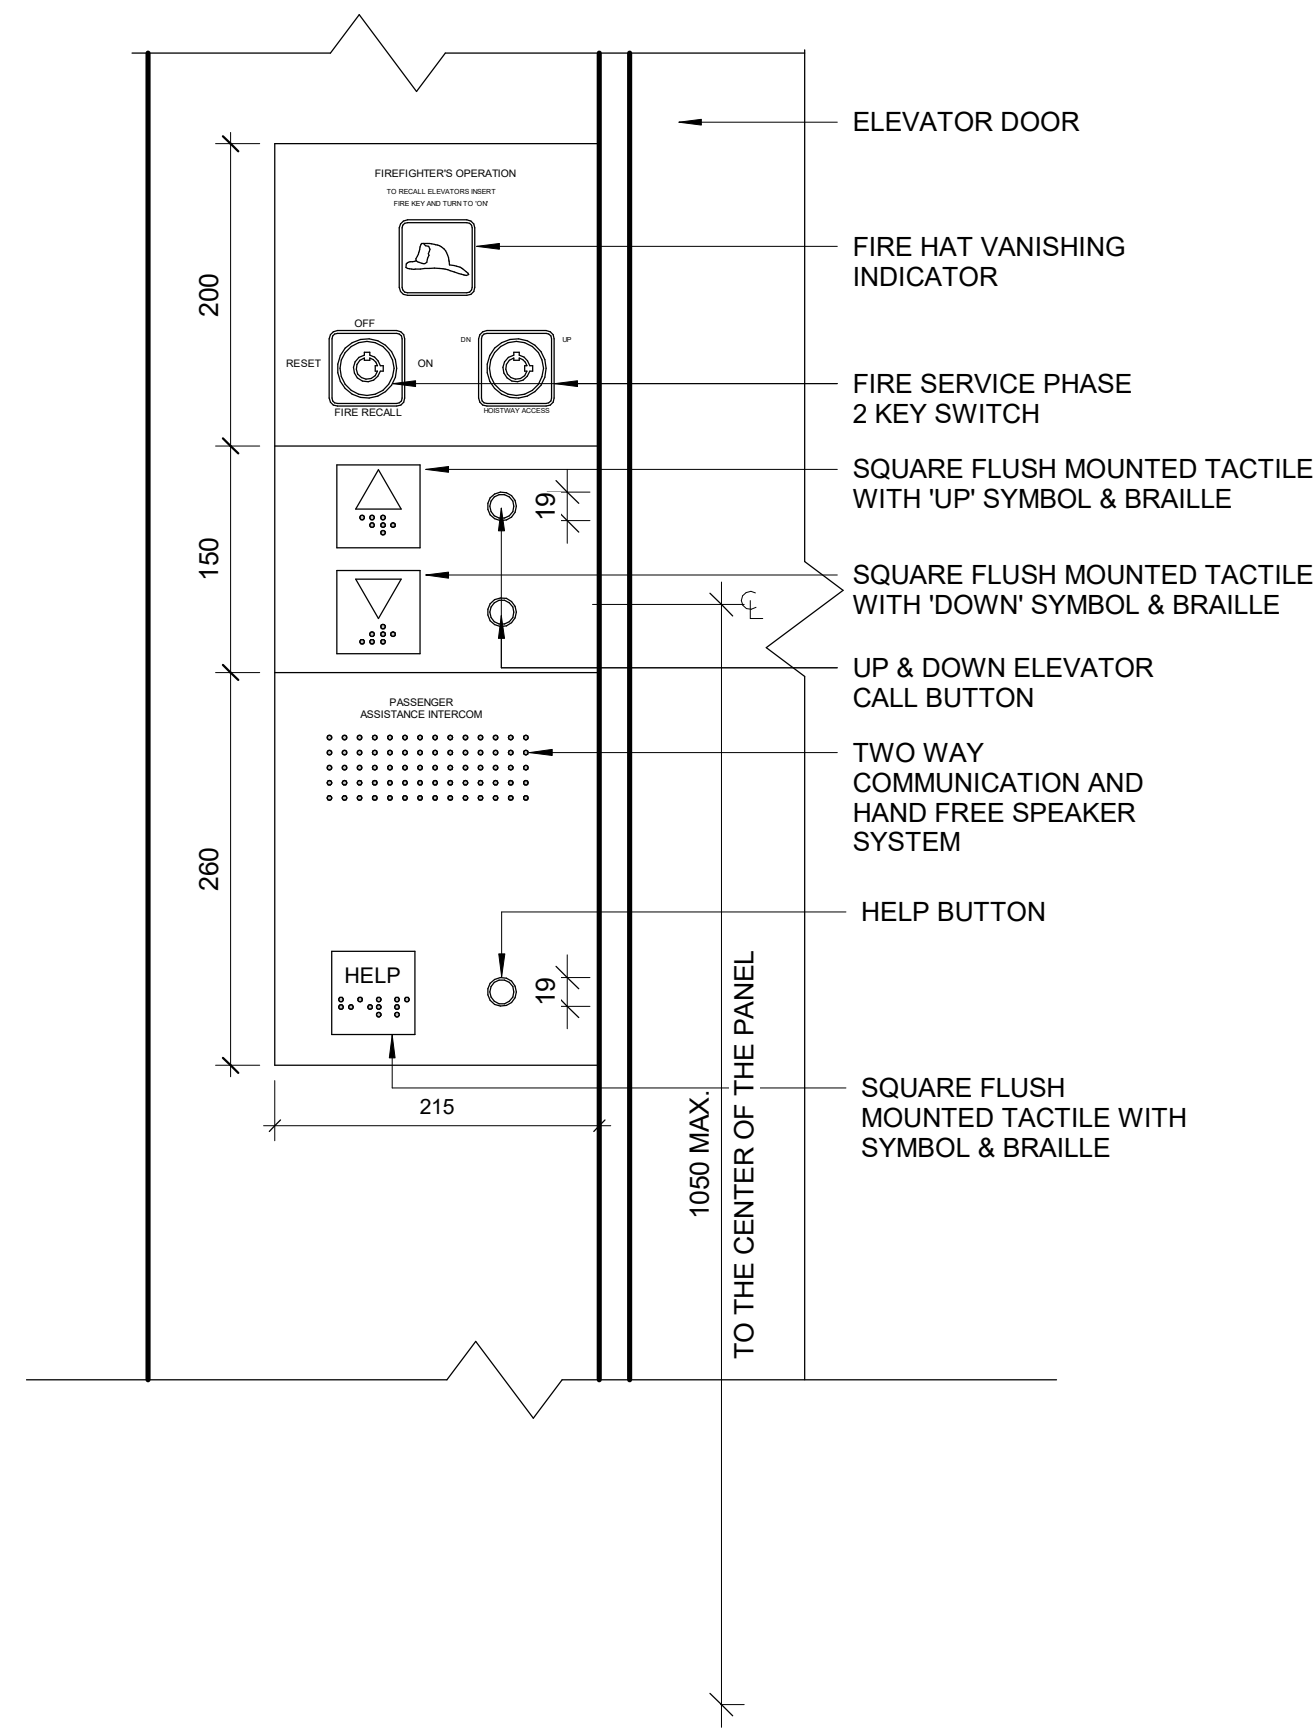 ELEVATOR DOOR
FIREFIGHTER'S OPERATION
TO RECALL ELEVATORS INSERT
FIRE KEY AND TURN TO 'ON'
FIRE HAT VANISHING
INDICATOR
200
OFF
RESET
ON
FIRE RECALL
DN
UP
HOISTWAY ACCESS
FIRE SERVICE PHASE
2 KEY SWITCH
SQUARE FLUSH MOUNTED TACTILE
WITH 'UP' SYMBOL & BRAILLE
19
150
SQUARE FLUSH MOUNTED TACTILE
WITH 'DOWN' SYMBOL & BRAILLE
CL
UP & DOWN ELEVATOR
CALL BUTTON
PASSENGER
ASSISTANCE INTERCOM
TWO WAY
COMMUNICATION AND
HAND FREE SPEAKER
SYSTEM
260
HELP BUTTON
HELP
19
SQUARE FLUSH
MOUNTED TACTILE WITH
SYMBOL & BRAILLE
215
1050 MAX.
TO THE CENTER OF THE PANEL